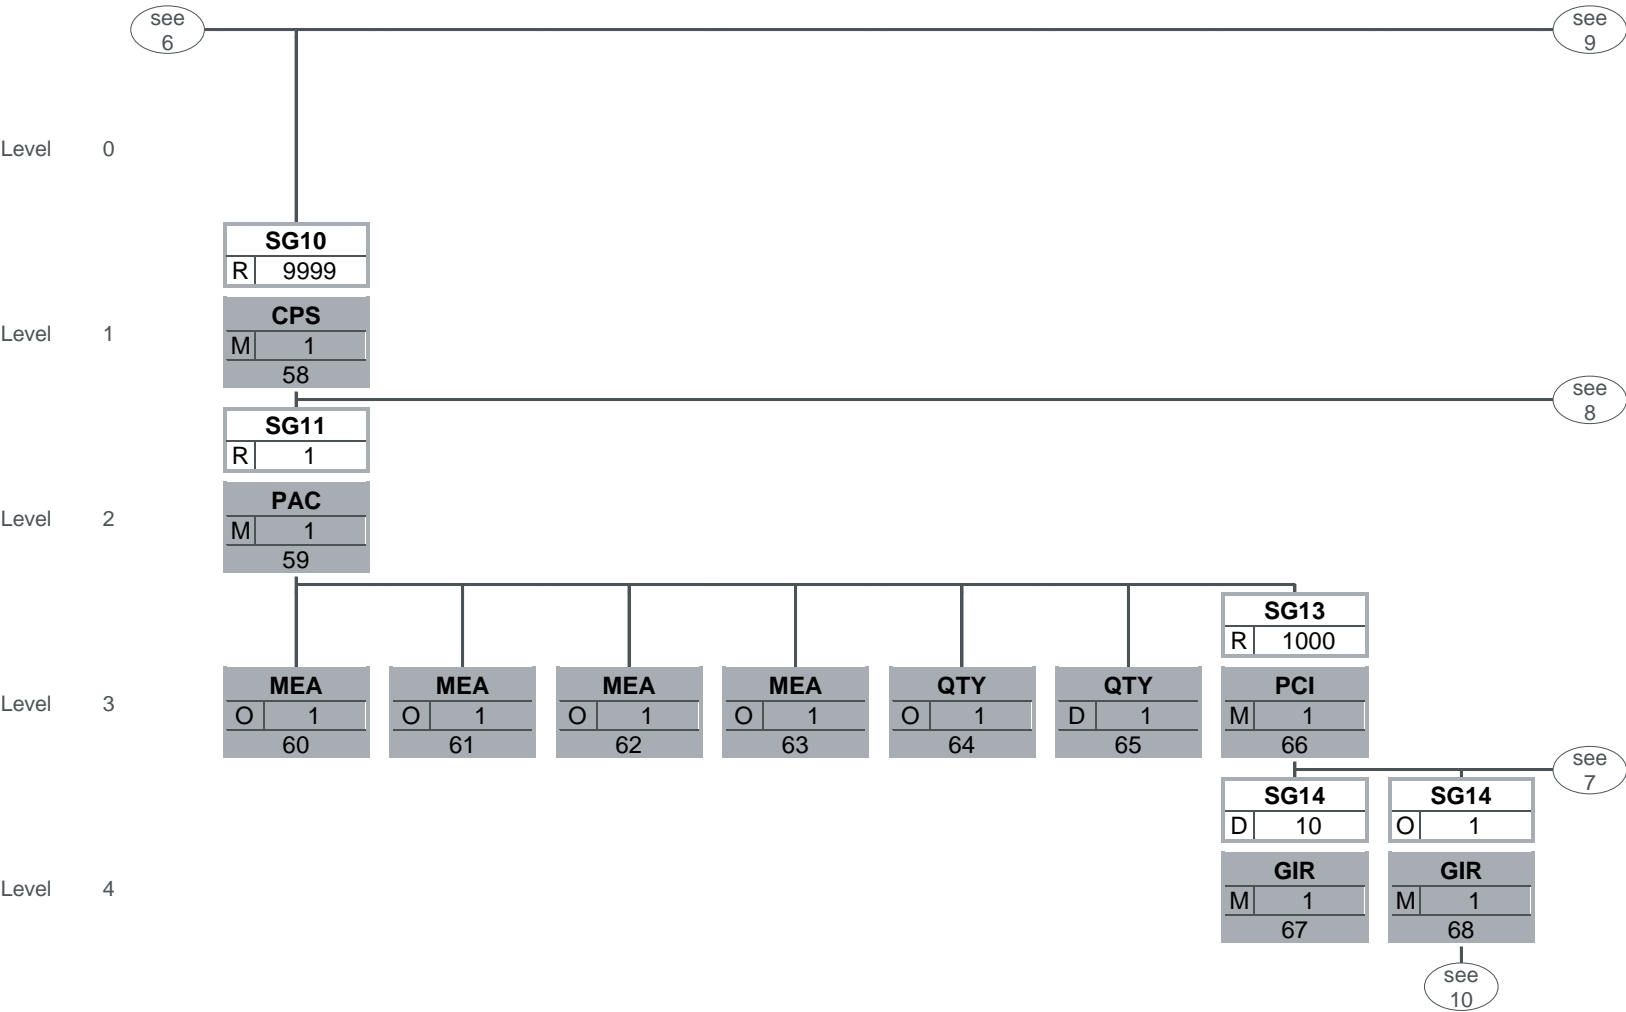 see
6
see
9
Level 0
SG10
R 9999
Level 1
CPS
M 1
58
see
8
SG11
R 1
Level 2
PAC
M 1
59
SG13
R 1000
Level 3
MEA
O 1
60
MEA
O 1
61
MEA
O 1
62
MEA
O 1
63
QTY
O 1
64
QTY
D 1
65
PCI
M 1
66
see
7
SG14
D 10
SG14
O 1
Level 4
GIR
M 1
67
GIR
M 1
68
see
10